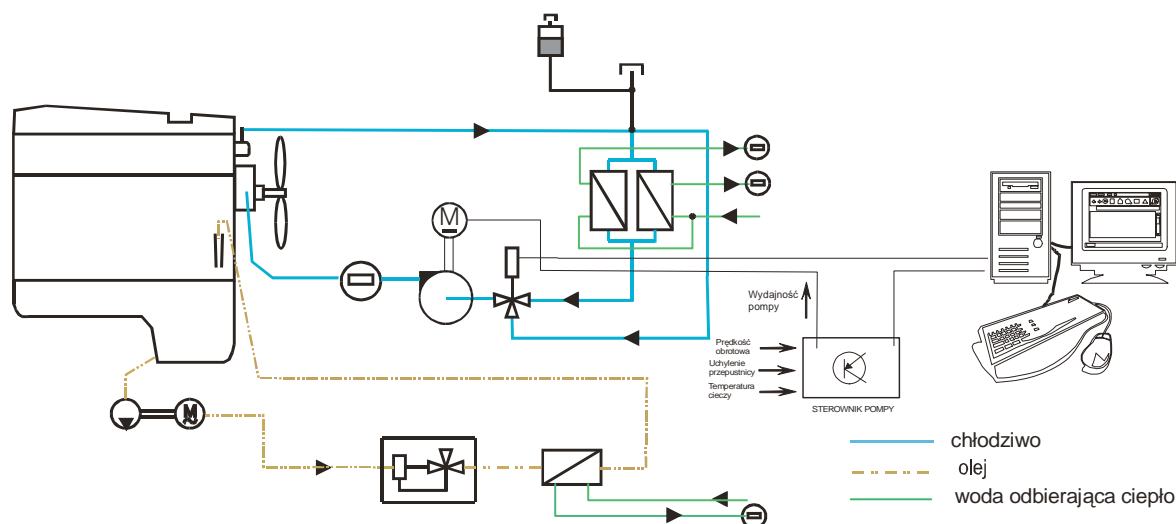 M
Wydajność
pompy
Prędkość
obrotowa
Uchylenie
przepustnicy
Temperatura
cieczy
STEROWNIK POMPY
M
chłodziwo
olej
woda odbierająca ciepło